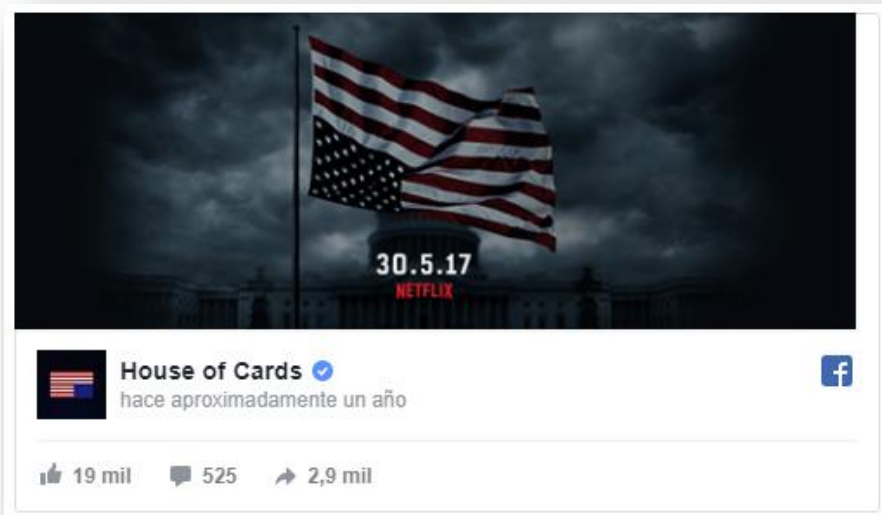 30.5.17
NETFLIX
House of Cards
hace aproximadamente un año
19 mil 525 2,9 mil